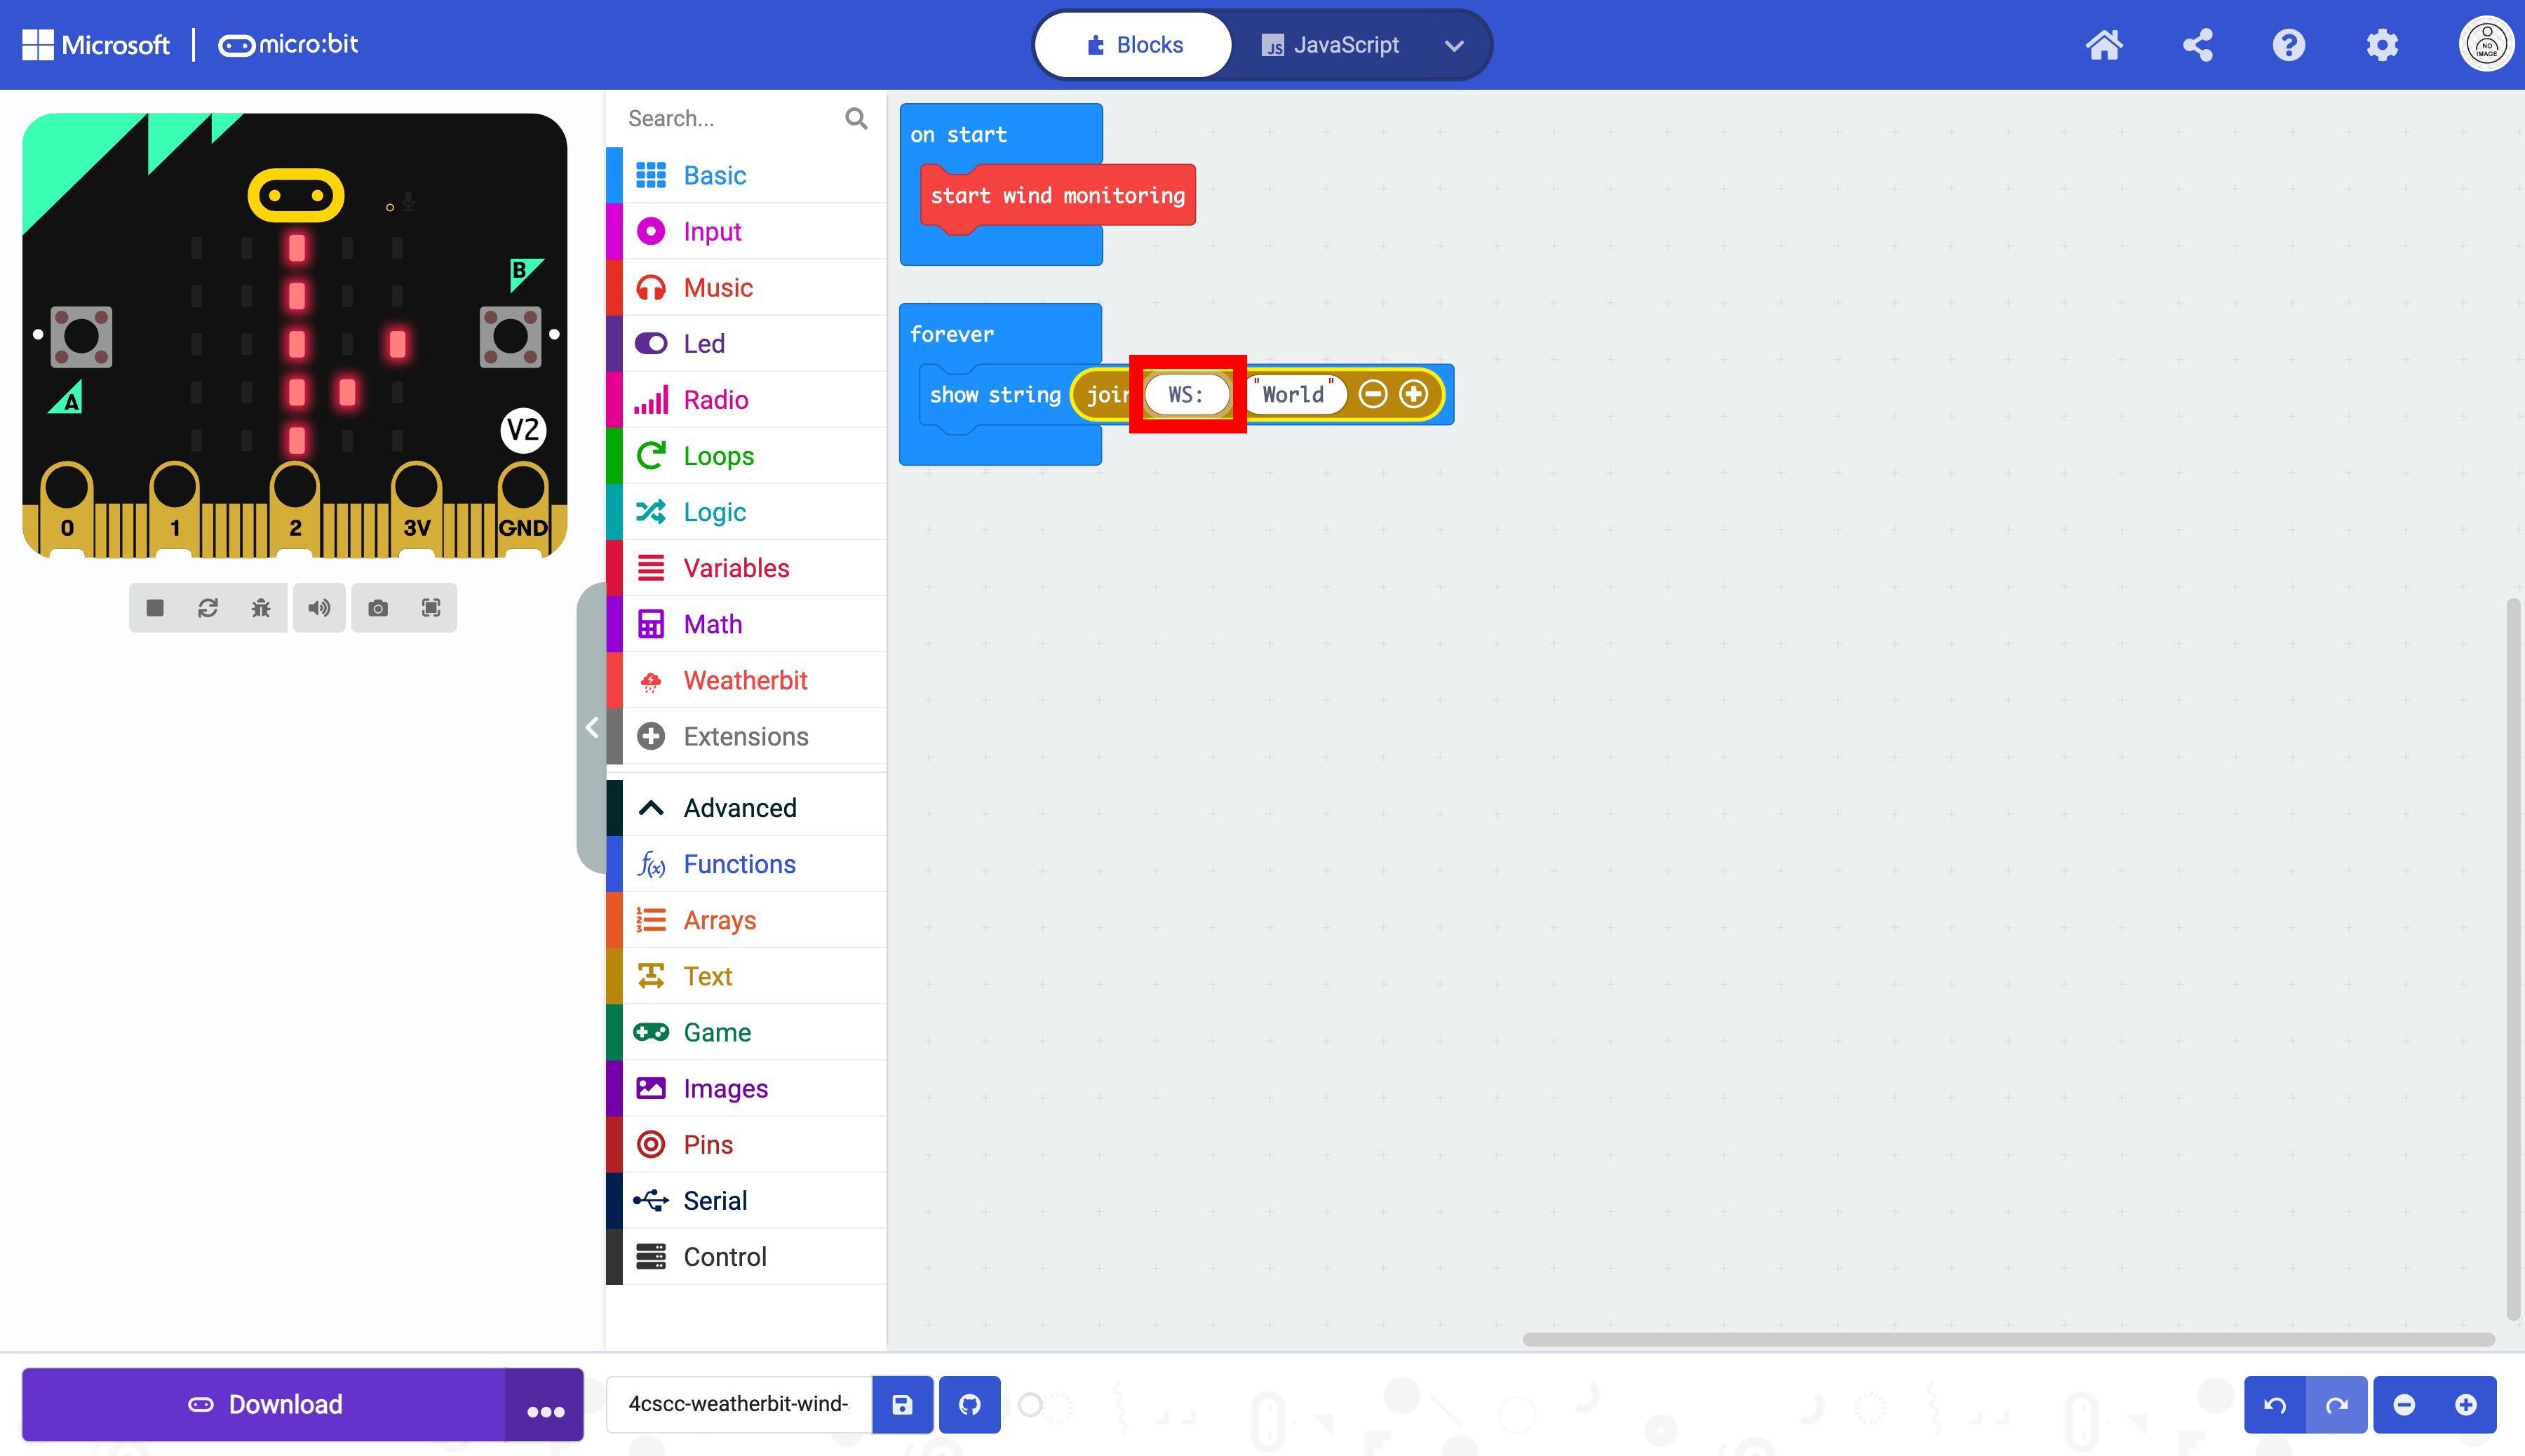 Microsoft | micro:bit
Blocks
JavaScript
NO
IMAGE
Search...
on start
start wind monitoring
forever
show string join WS: "World"
A
B
V2
0 1 2 3V GND
Basic
Input
Music
Led
Radio
Loops
Logic
Variables
Math
Weatherbit
Extensions
Advanced
Functions
Arrays
Text
Game
Images
Pins
Serial
Control
Download
4cscc-weatherbit-wind-